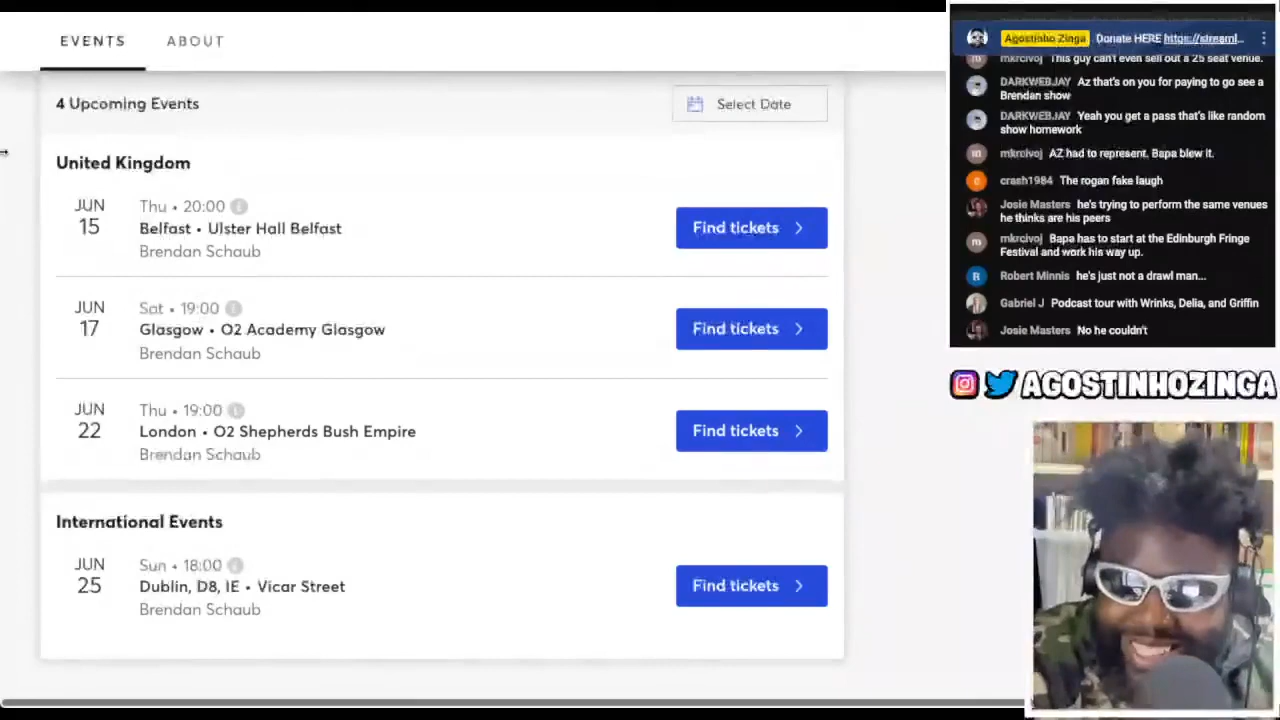 EVENTS ABOUT
4 Upcoming Events
Select Date
United Kingdom
JUN
15
Thu • 20:00
Belfast • Ulster Hall Belfast
Brendan Schaub
Find tickets
JUN
17
Sat • 19:00
Glasgow • O2 Academy Glasgow
Brendan Schaub
Find tickets
JUN
22
Thu • 19:00
London • O2 Shepherds Bush Empire
Brendan Schaub
Find tickets
International Events
JUN
25
Sun • 18:00
Dublin, D8, IE • Vicar Street
Brendan Schaub
Find tickets
Agostinho Zinga Donate HERE https://streaml...
mkrcivoj This guy can't even sell out a 25 seat venue.
DARKWEBJAY Az that's on you for paying to go see a
Brendan show
DARKWEBJAY Yeah you get a pass that's like random
show homework
mkrcivoj AZ had to represent, Bapa blew it.
crash1984 The rogan fake laugh
Josie Masters he's trying to perform the same venues
he thinks are his peers
mkrcivoj Bapa has to start at the Edinburgh Fringe
Festival and work his way up.
Robert Minnis he's just not a drawl man...
Gabriel J Podcast tour with Wrinks, Delia, and Griffin
Josie Masters No he couldn't
AGOSTINHOZINGA